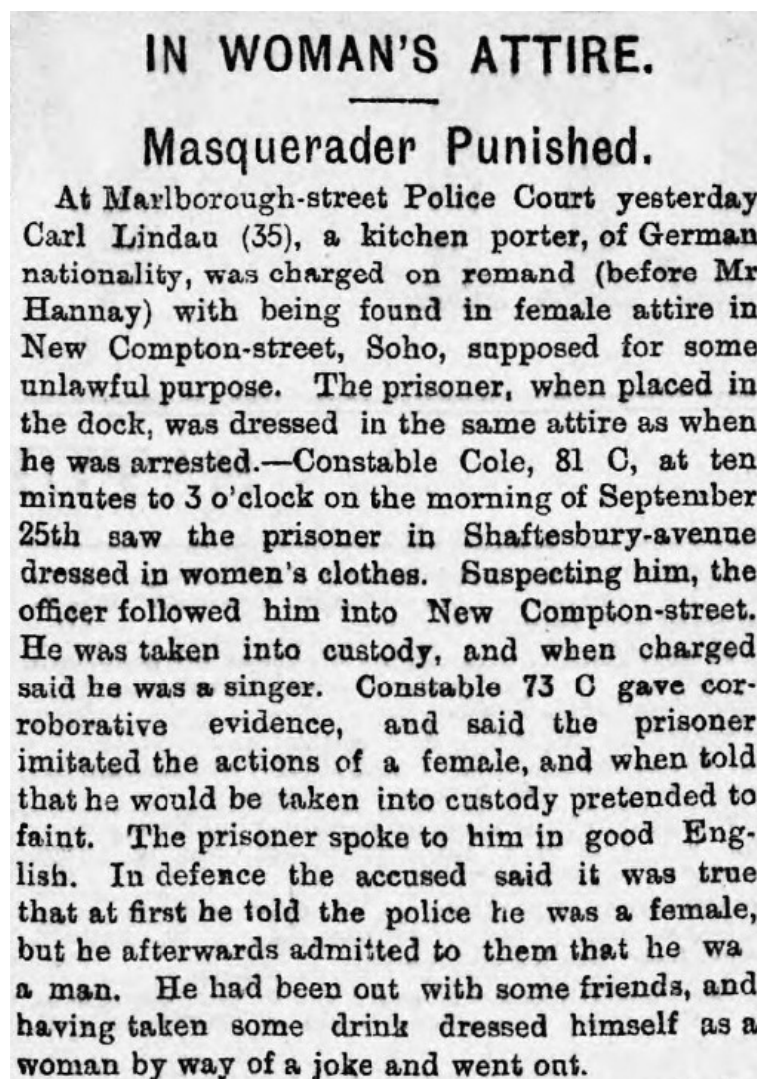 IN WOMAN'S ATTIRE.
Masquerader Punished.
At Marlborough-street Police Court yesterday
Carl Lindau (35), a kitchen porter, of German
nationality, was charged on remand (before Mr
Hannay) with being found in female attire in
New Compton-street, Soho, supposed for some
unlawful purpose. The prisoner, when placed in
the dock, was dressed in the same attire as when
he was arrested.—Constable Cole, 81 C, at ten
minutes to 3 o'clock on the morning of September
25th saw the prisoner in Shaftesbury-avenue
dressed in women's clothes. Suspecting him, the
officer followed him into New Compton-street.
He was taken into custody, and when charged
said he was a singer. Constable 73 C gave cor-
roborative evidence, and said the prisoner
imitated the actions of a female, and when told
that he would be taken into custody pretended to
faint. The prisoner spoke to him in good Eng-
lish. In defence the accused said it was true
that at first he told the police he was a female,
but he afterwards admitted to them that he wa
a man. He had been out with some friends, and
having taken some drink dressed himself as a
woman by way of a joke and went out.